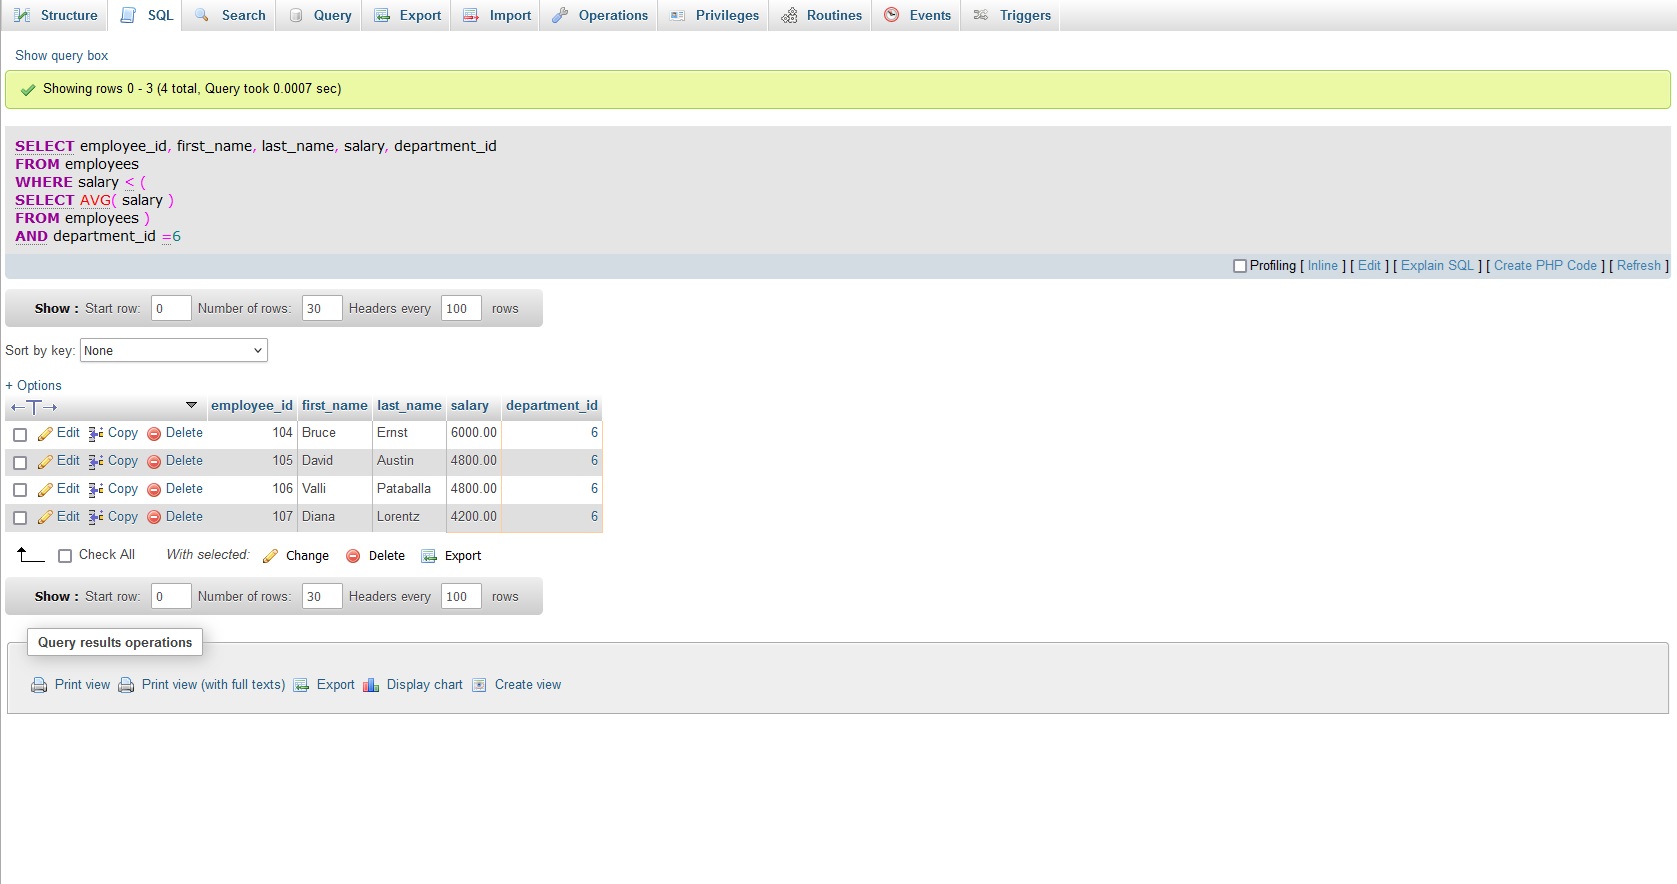 Structure SQL Search Query Export Import Operations Privileges Routines Events Triggers
Show query box
Showing rows 0 - 3 (4 total, Query took 0.0007 sec)
SELECT employee_id, first_name, last_name, salary, department_id
FROM employees
WHERE salary < (
SELECT AVG( salary )
FROM employees )
AND department_id =6
Profiling [ Inline ] [ Edit ] [ Explain SQL ] [ Create PHP Code ] [ Refresh ]
Show : Start row: 0 Number of rows: 30 Headers every 100 rows
Sort by key: None
+ Options
←T→ employee_id first_name last_name salary department_id
Edit Copy Delete 104 Bruce Ernst 6000.00 6
Edit Copy Delete 105 David Austin 4800.00 6
Edit Copy Delete 106 Valli Pataballa 4800.00 6
Edit Copy Delete 107 Diana Lorentz 4200.00 6
Check All With selected: Change Delete Export
Show : Start row: 0 Number of rows: 30 Headers every 100 rows
Query results operations
Print view Print view (with full texts) Export Display chart Create view